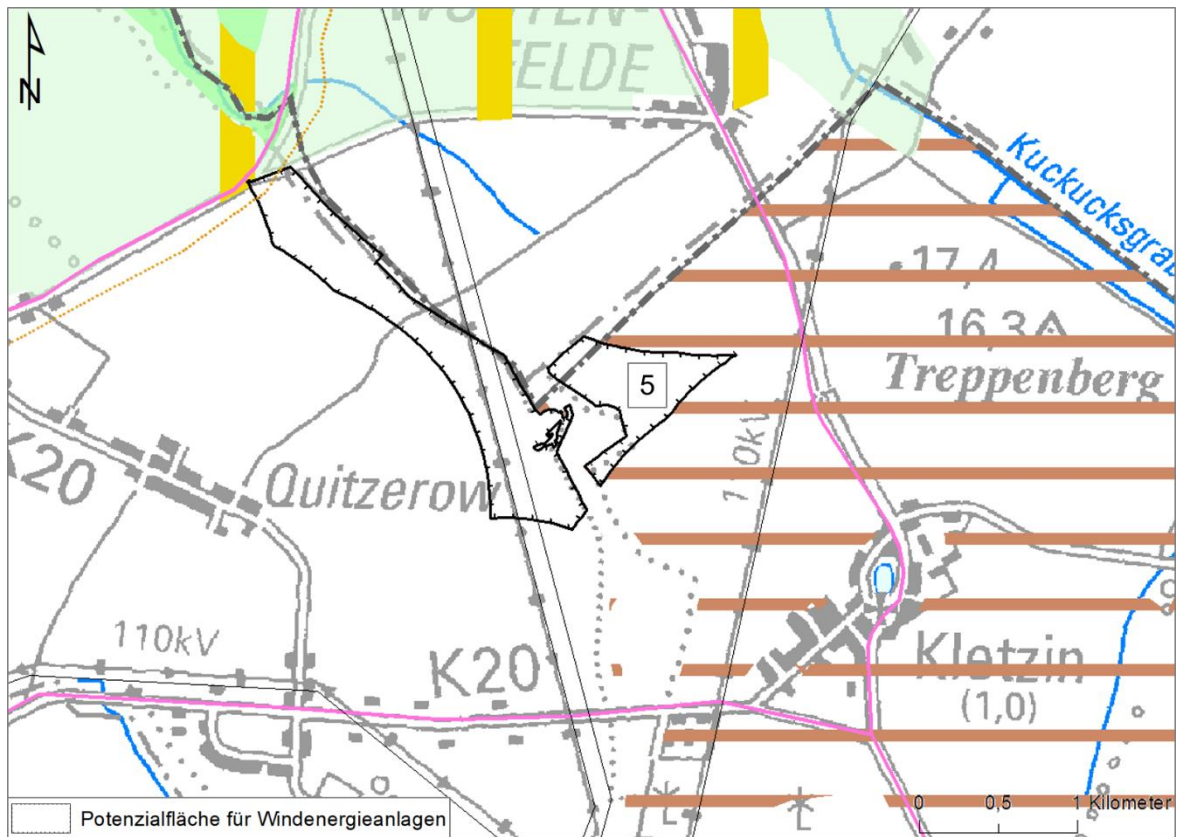 N
WÜSTEN-
FELDE
Kuckucksgrab
17,4
16,3
Treppenberg
5
K20
Quitzerow
110kV
110kV
K20
Kletzin
(1,0)
Potenzialfläche für Windenergieanlagen
0 0,5 1 Kilometer